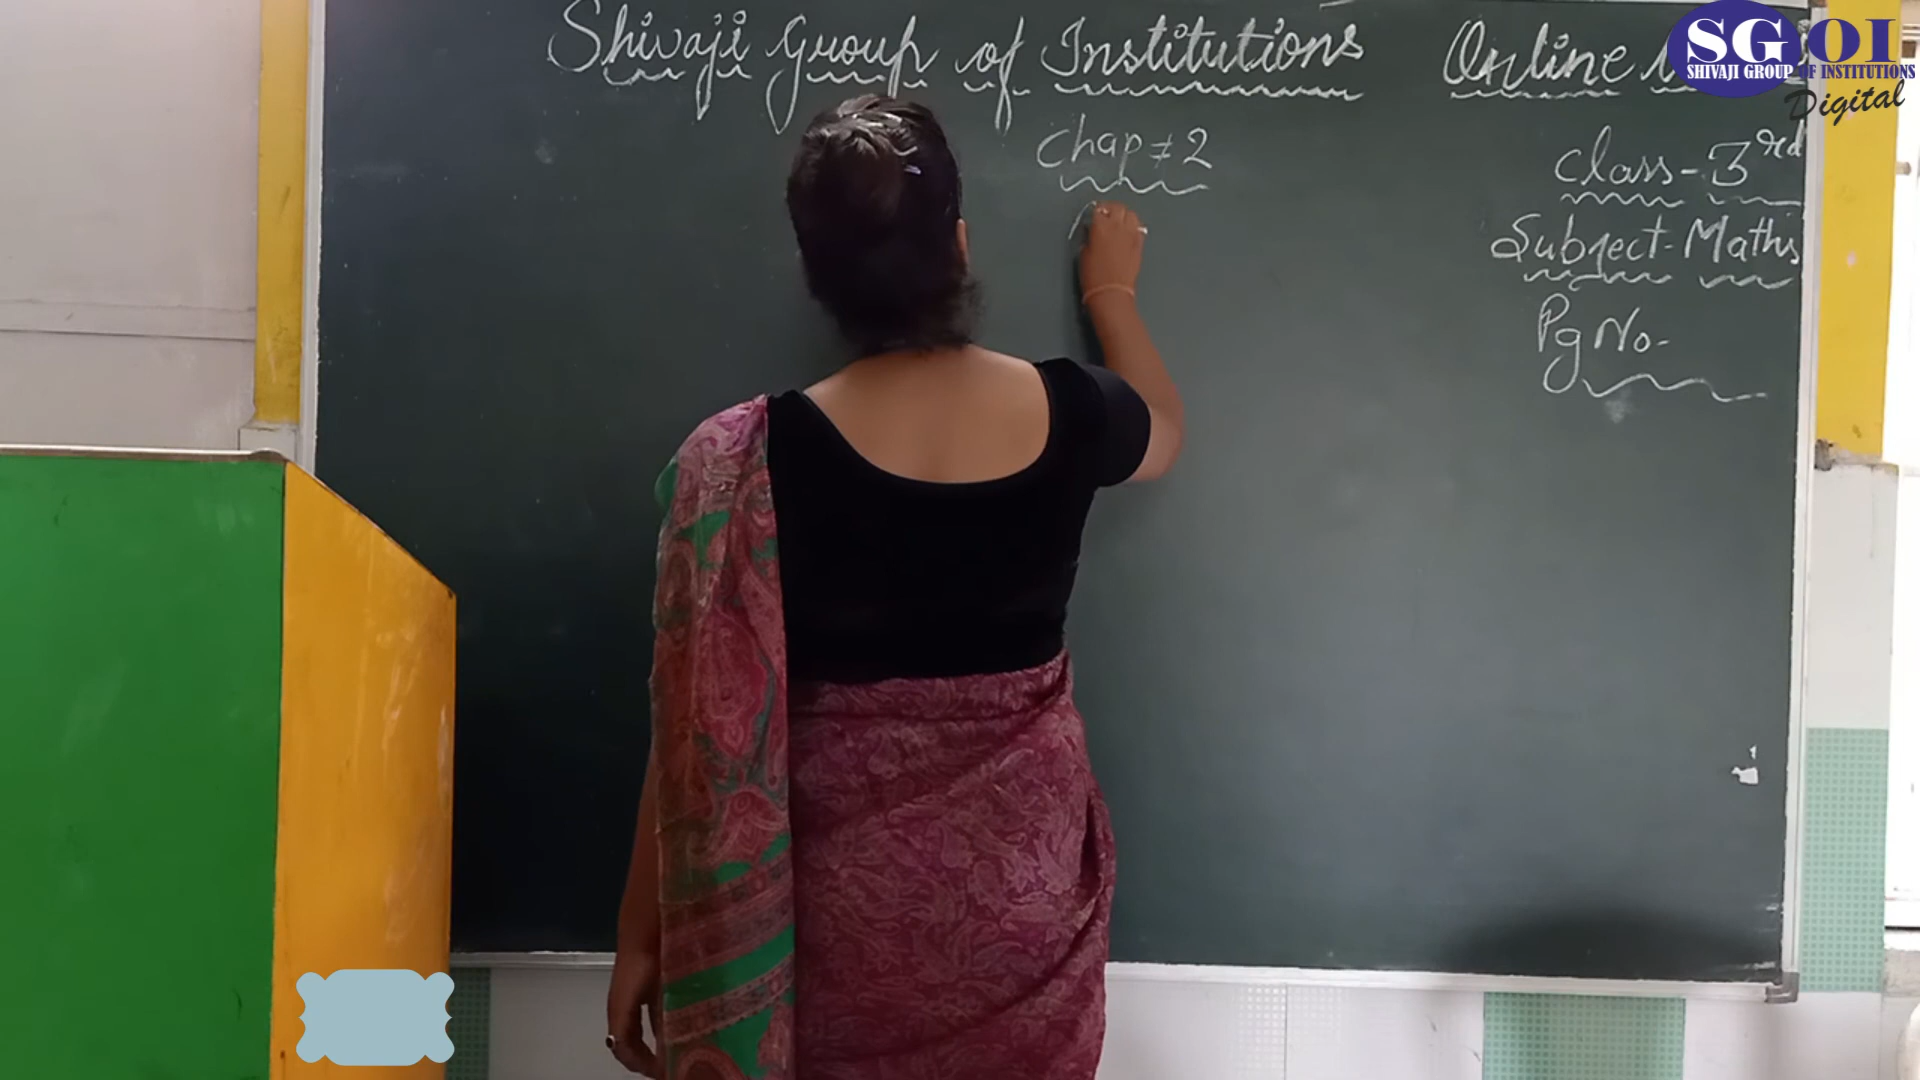 Shivaji Group of Institutions
Online
SGOI
SHIVAJI GROUP OF INSTITUTIONS
Digital
Chap ≠ 2
Class - 3rd
Subject - Maths
Pg No -